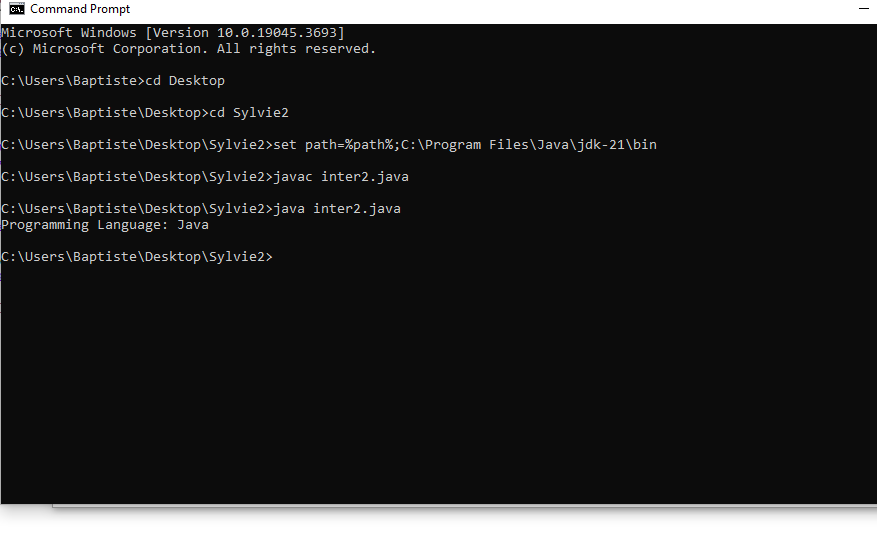 Command Prompt
Microsoft Windows [Version 10.0.19045.3693]
(c) Microsoft Corporation. All rights reserved.
C:\Users\Baptiste>cd Desktop
C:\Users\Baptiste\Desktop>cd Sylvie2
C:\Users\Baptiste\Desktop\Sylvie2>set path=%path%;C:\Program Files\Java\jdk-21\bin
C:\Users\Baptiste\Desktop\Sylvie2>javac inter2.java
C:\Users\Baptiste\Desktop\Sylvie2>java inter2.java
Programming Language: Java
C:\Users\Baptiste\Desktop\Sylvie2>